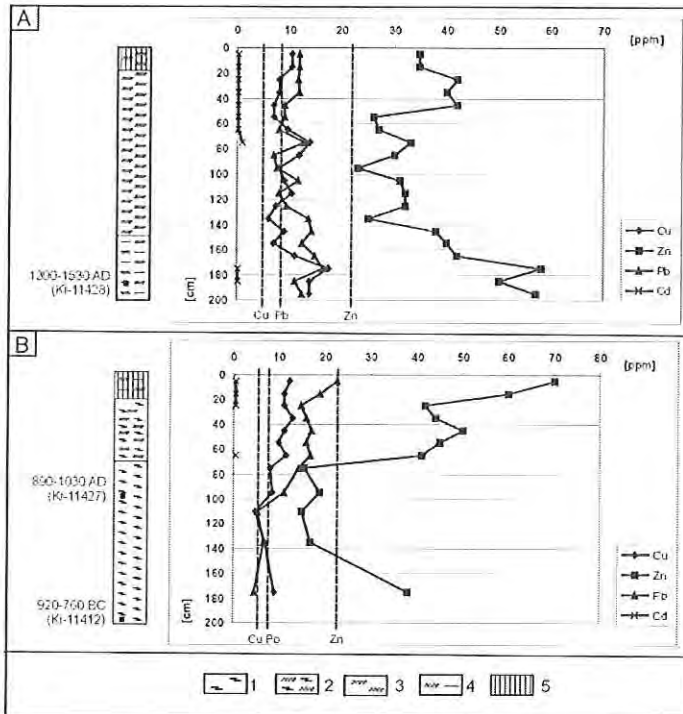 A
[ppm]
0 10 20 30 40 50 60 70
0
20
40
60
80
100
120
140
160
180
200
[cm]
1200-1530 AD
(Ki-11428)
Cu Pb Zn
Cu
Zn
Pb
Cd
B
0 10 20 30 40 50 60 70 80
[ppm]
0
20
40
60
80
100
120
140
160
180
200
[cm]
890-1030 AD
(Ki-11427)
920-760 BC
(Ki-11412)
Cu Pb Zn
Cu
Zn
Pb
Cd
1 2 3 4 5